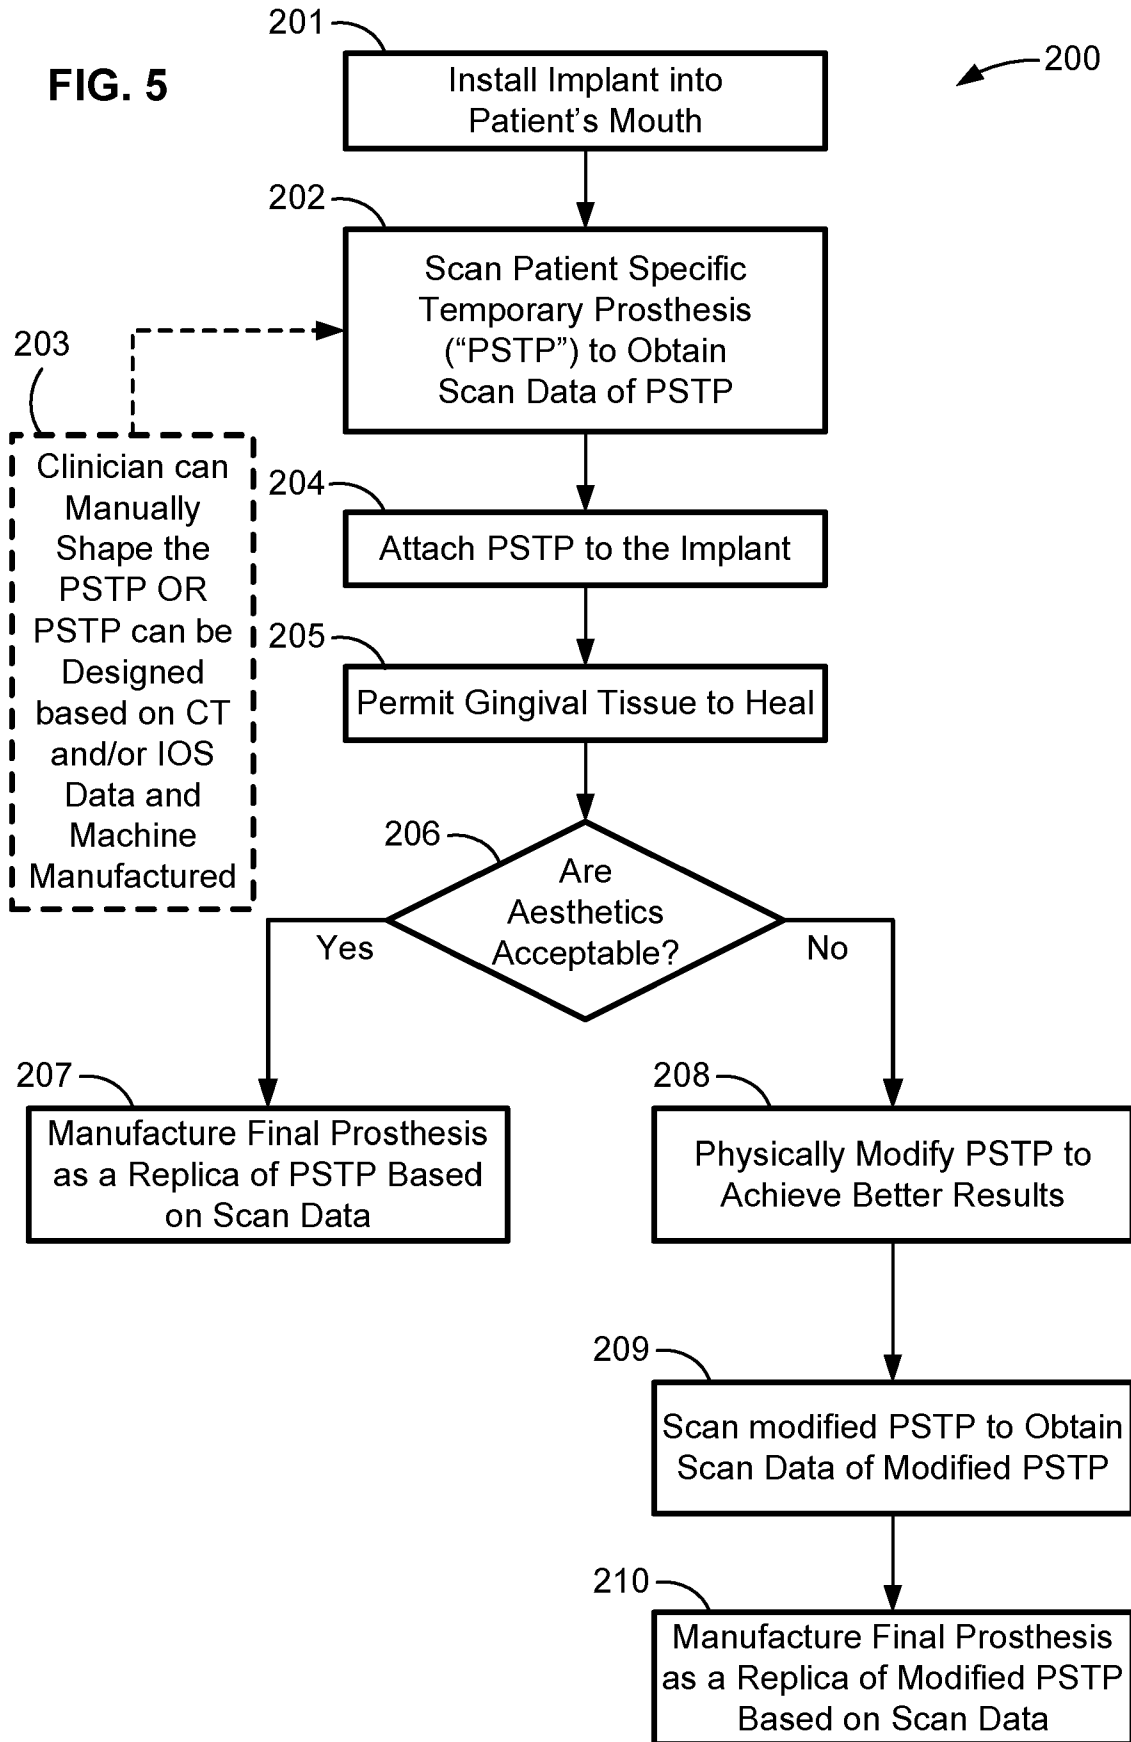 FIG. 5
200
201
Install Implant into
Patient’s Mouth
202
Scan Patient Specific
Temporary Prosthesis
(“PSTP”) to Obtain
Scan Data of PSTP
203
Clinician can
Manually
Shape the
PSTP OR
PSTP can be
Designed
based on CT
and/or IOS
Data and
Machine
Manufactured
204
Attach PSTP to the Implant
205
Permit Gingival Tissue to Heal
206
Are
Aesthetics
Acceptable?
Yes
No
207
Manufacture Final Prosthesis
as a Replica of PSTP Based
on Scan Data
208
Physically Modify PSTP to
Achieve Better Results
209
Scan modified PSTP to Obtain
Scan Data of Modified PSTP
210
Manufacture Final Prosthesis
as a Replica of Modified PSTP
Based on Scan Data